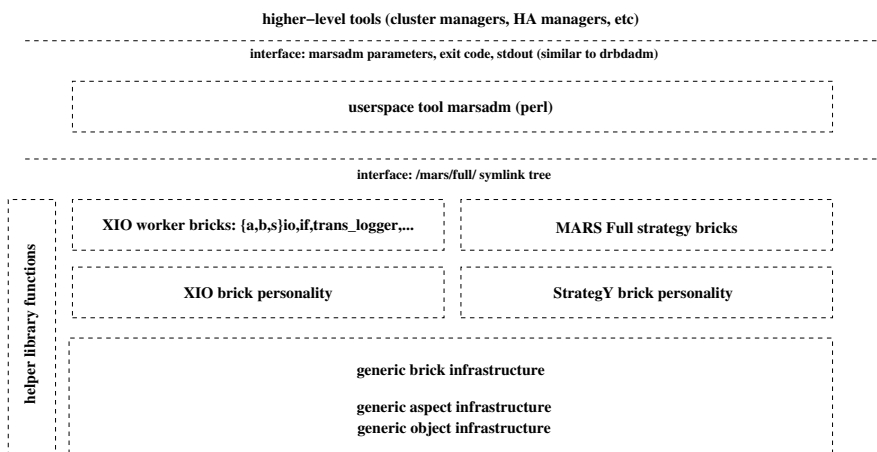 higher−level tools (cluster managers, HA managers, etc)
interface: marsadm parameters, exit code, stdout (similar to drbdadm)
userspace tool marsadm (perl)
interface: /mars/full/ symlink tree
XIO worker bricks: {a,b,s}io,if,trans_logger,...
MARS Full strategy bricks
XIO brick personality
StrategY brick personality
helper library functions
generic brick infrastructure
generic aspect infrastructure
generic object infrastructure